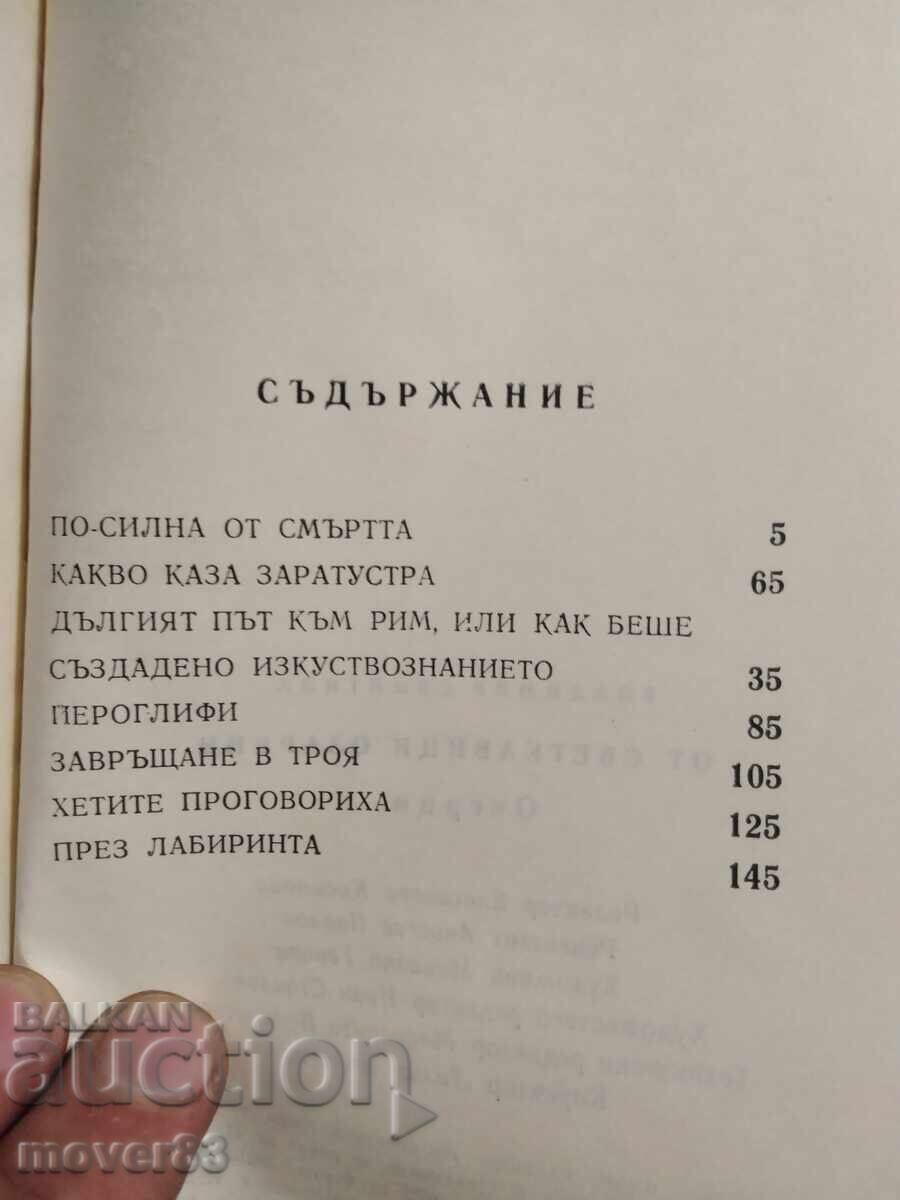 СЪДЪРЖАНИЕ
ПО-СИЛНА ОТ СМЪРТТА 5
КАКВО КАЗА ЗАРАТУСТРА 65
ДЪЛГИЯТ ПЪТ КЪМ РИМ, ИЛИ КАК БЕШЕ
СЪЗДАДЕНО ИЗКУСТВОЗНАНИЕТО 35
ЙЕРОГЛИФИ 85
ЗАВРЪЩАНЕ В ТРОЯ 105
ХЕТИТЕ ПРОГОВОРИХА 125
ПРЕЗ ЛАБИРИНТА 145
BALKAN
auction
mover83